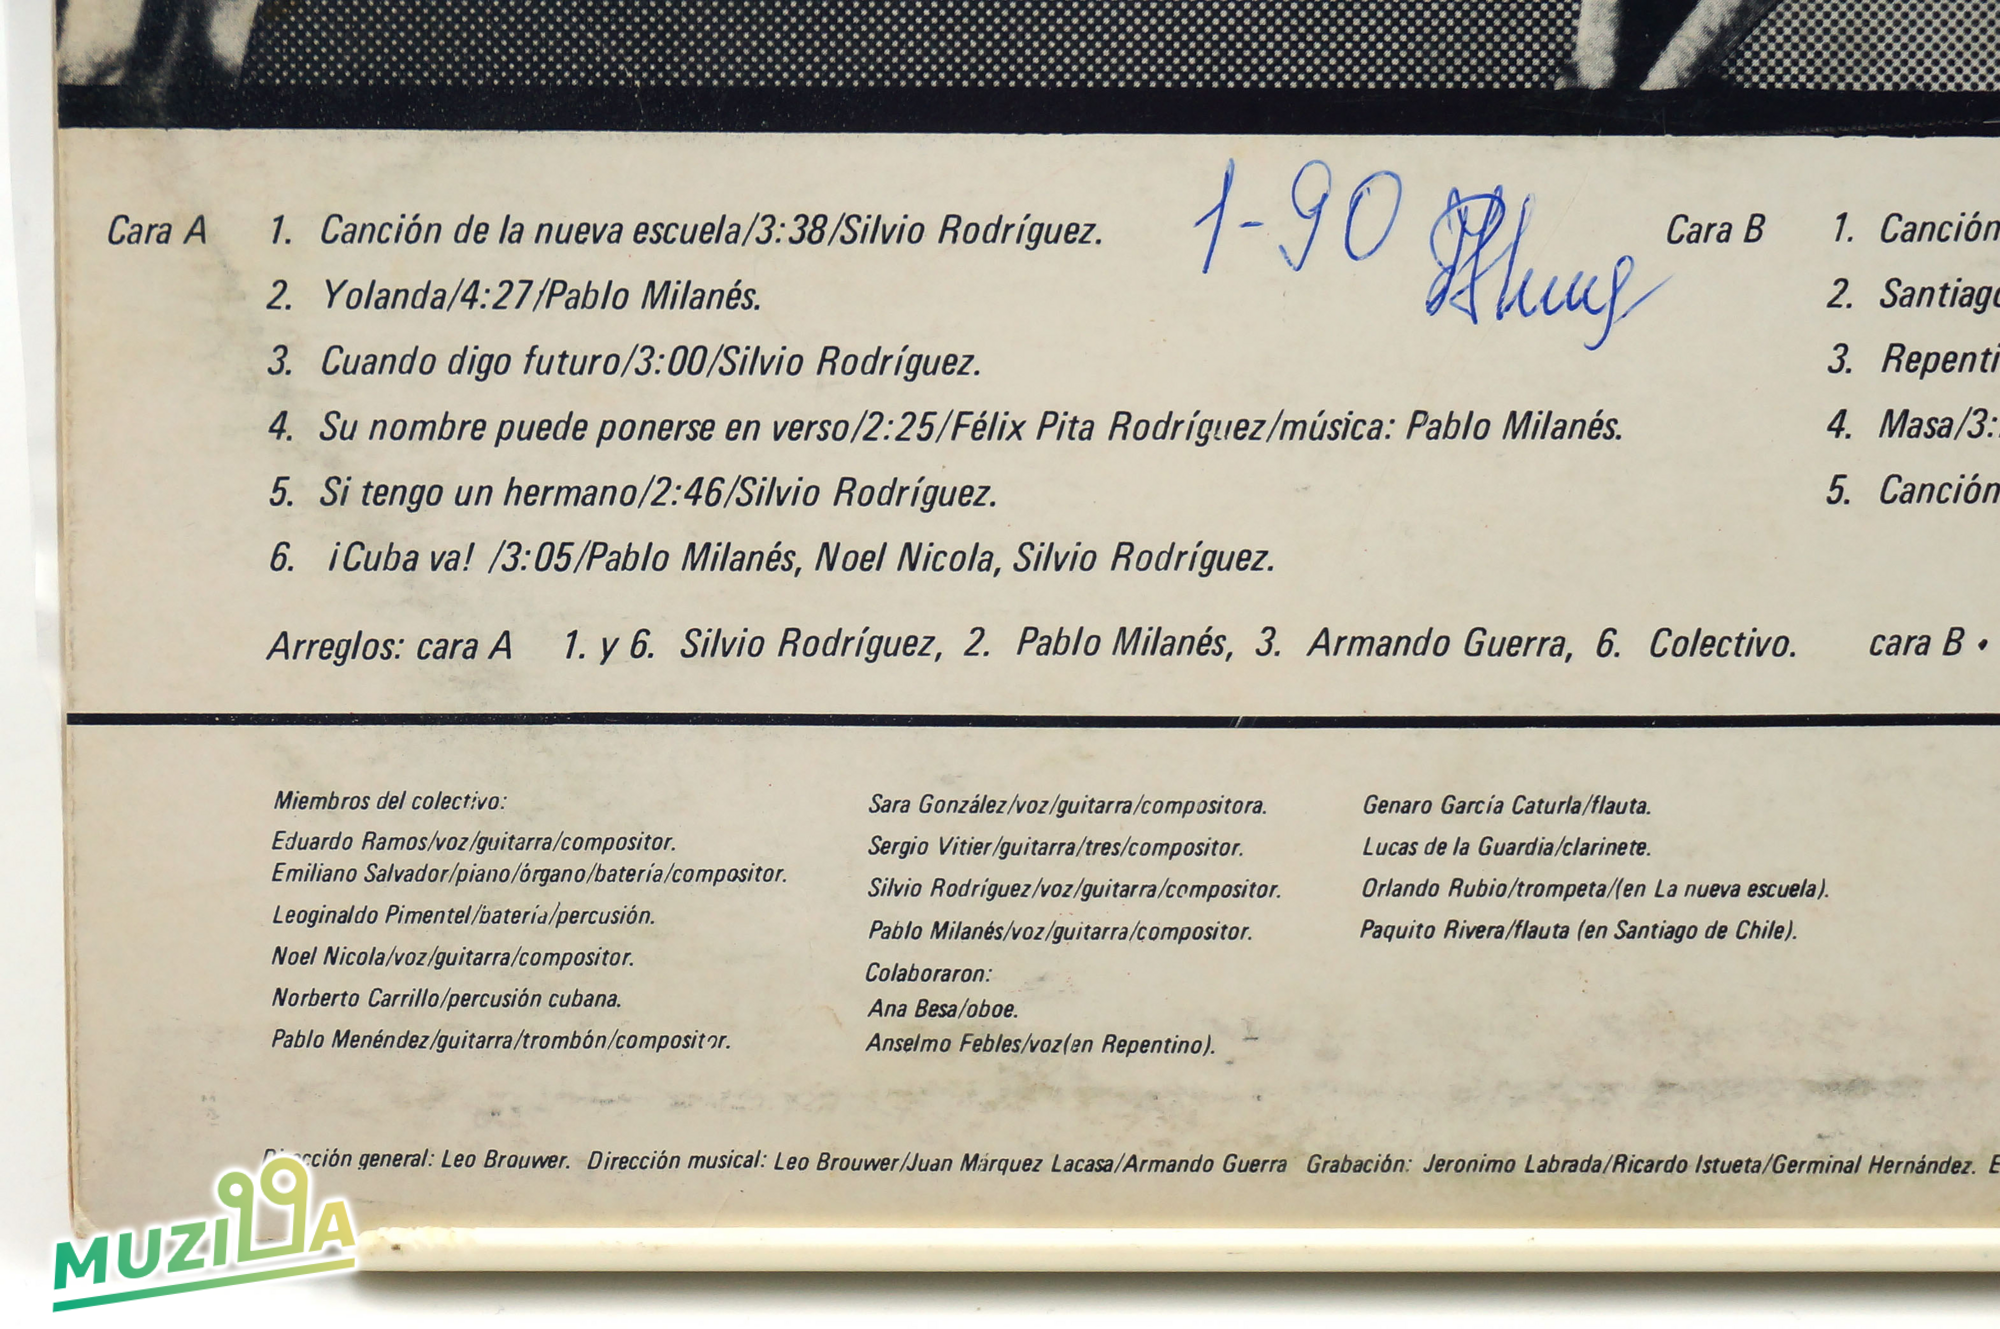 Cara A
1. Canción de la nueva escuela/3:38/Silvio Rodríguez.
2. Yolanda/4:27/Pablo Milanés.
3. Cuando digo futuro/3:00/Silvio Rodríguez.
4. Su nombre puede ponerse en verso/2:25/Félix Pita Rodríguez/música: Pablo Milanés.
5. Si tengo un hermano/2:46/Silvio Rodríguez.
6. ¡Cuba va! /3:05/Pablo Milanés, Noel Nicola, Silvio Rodríguez.
1-90
Cara B
1. Canción
2. Santiago
3. Repenti
4. Masa/3:
5. Canción
Arreglos: cara A 1. y 6. Silvio Rodríguez, 2. Pablo Milanés, 3. Armando Guerra, 6. Colectivo. cara B •
Miembros del colectivo:
Eduardo Ramos/voz/guitarra/compositor.
Emiliano Salvador/piano/órgano/batería/compositor.
Leoginaldo Pimentel/batería/percusión.
Noel Nicola/voz/guitarra/compositor.
Norberto Carrillo/percusión cubana.
Pablo Menéndez/guitarra/trombón/compositor.
Sara González/voz/guitarra/compositora.
Sergio Vitier/guitarra/tres/compositor.
Silvio Rodríguez/voz/guitarra/compositor.
Pablo Milanés/voz/guitarra/compositor.
Colaboraron:
Ana Besa/oboe.
Anselmo Febles/voz(en Repentino).
Genaro García Caturla/flauta.
Lucas de la Guardia/clarinete.
Orlando Rubio/trompeta/(en La nueva escuela).
Paquito Rivera/flauta (en Santiago de Chile).
Dirección general: Leo Brouwer. Dirección musical: Leo Brouwer/Juan Márquez Lacasa/Armando Guerra Grabación: Jeronimo Labrada/Ricardo Istueta/Germinal Hernández. E
MUZILLA